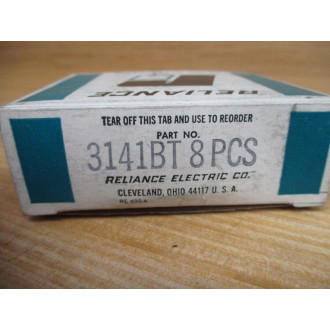 RELIANCE
TEAR OFF THIS TAB AND USE TO REORDER
PART NO.
3141BT 8 PCS
RELIANCE ELECTRIC CO.
CLEVELAND, OHIO 44117 U. S. A.